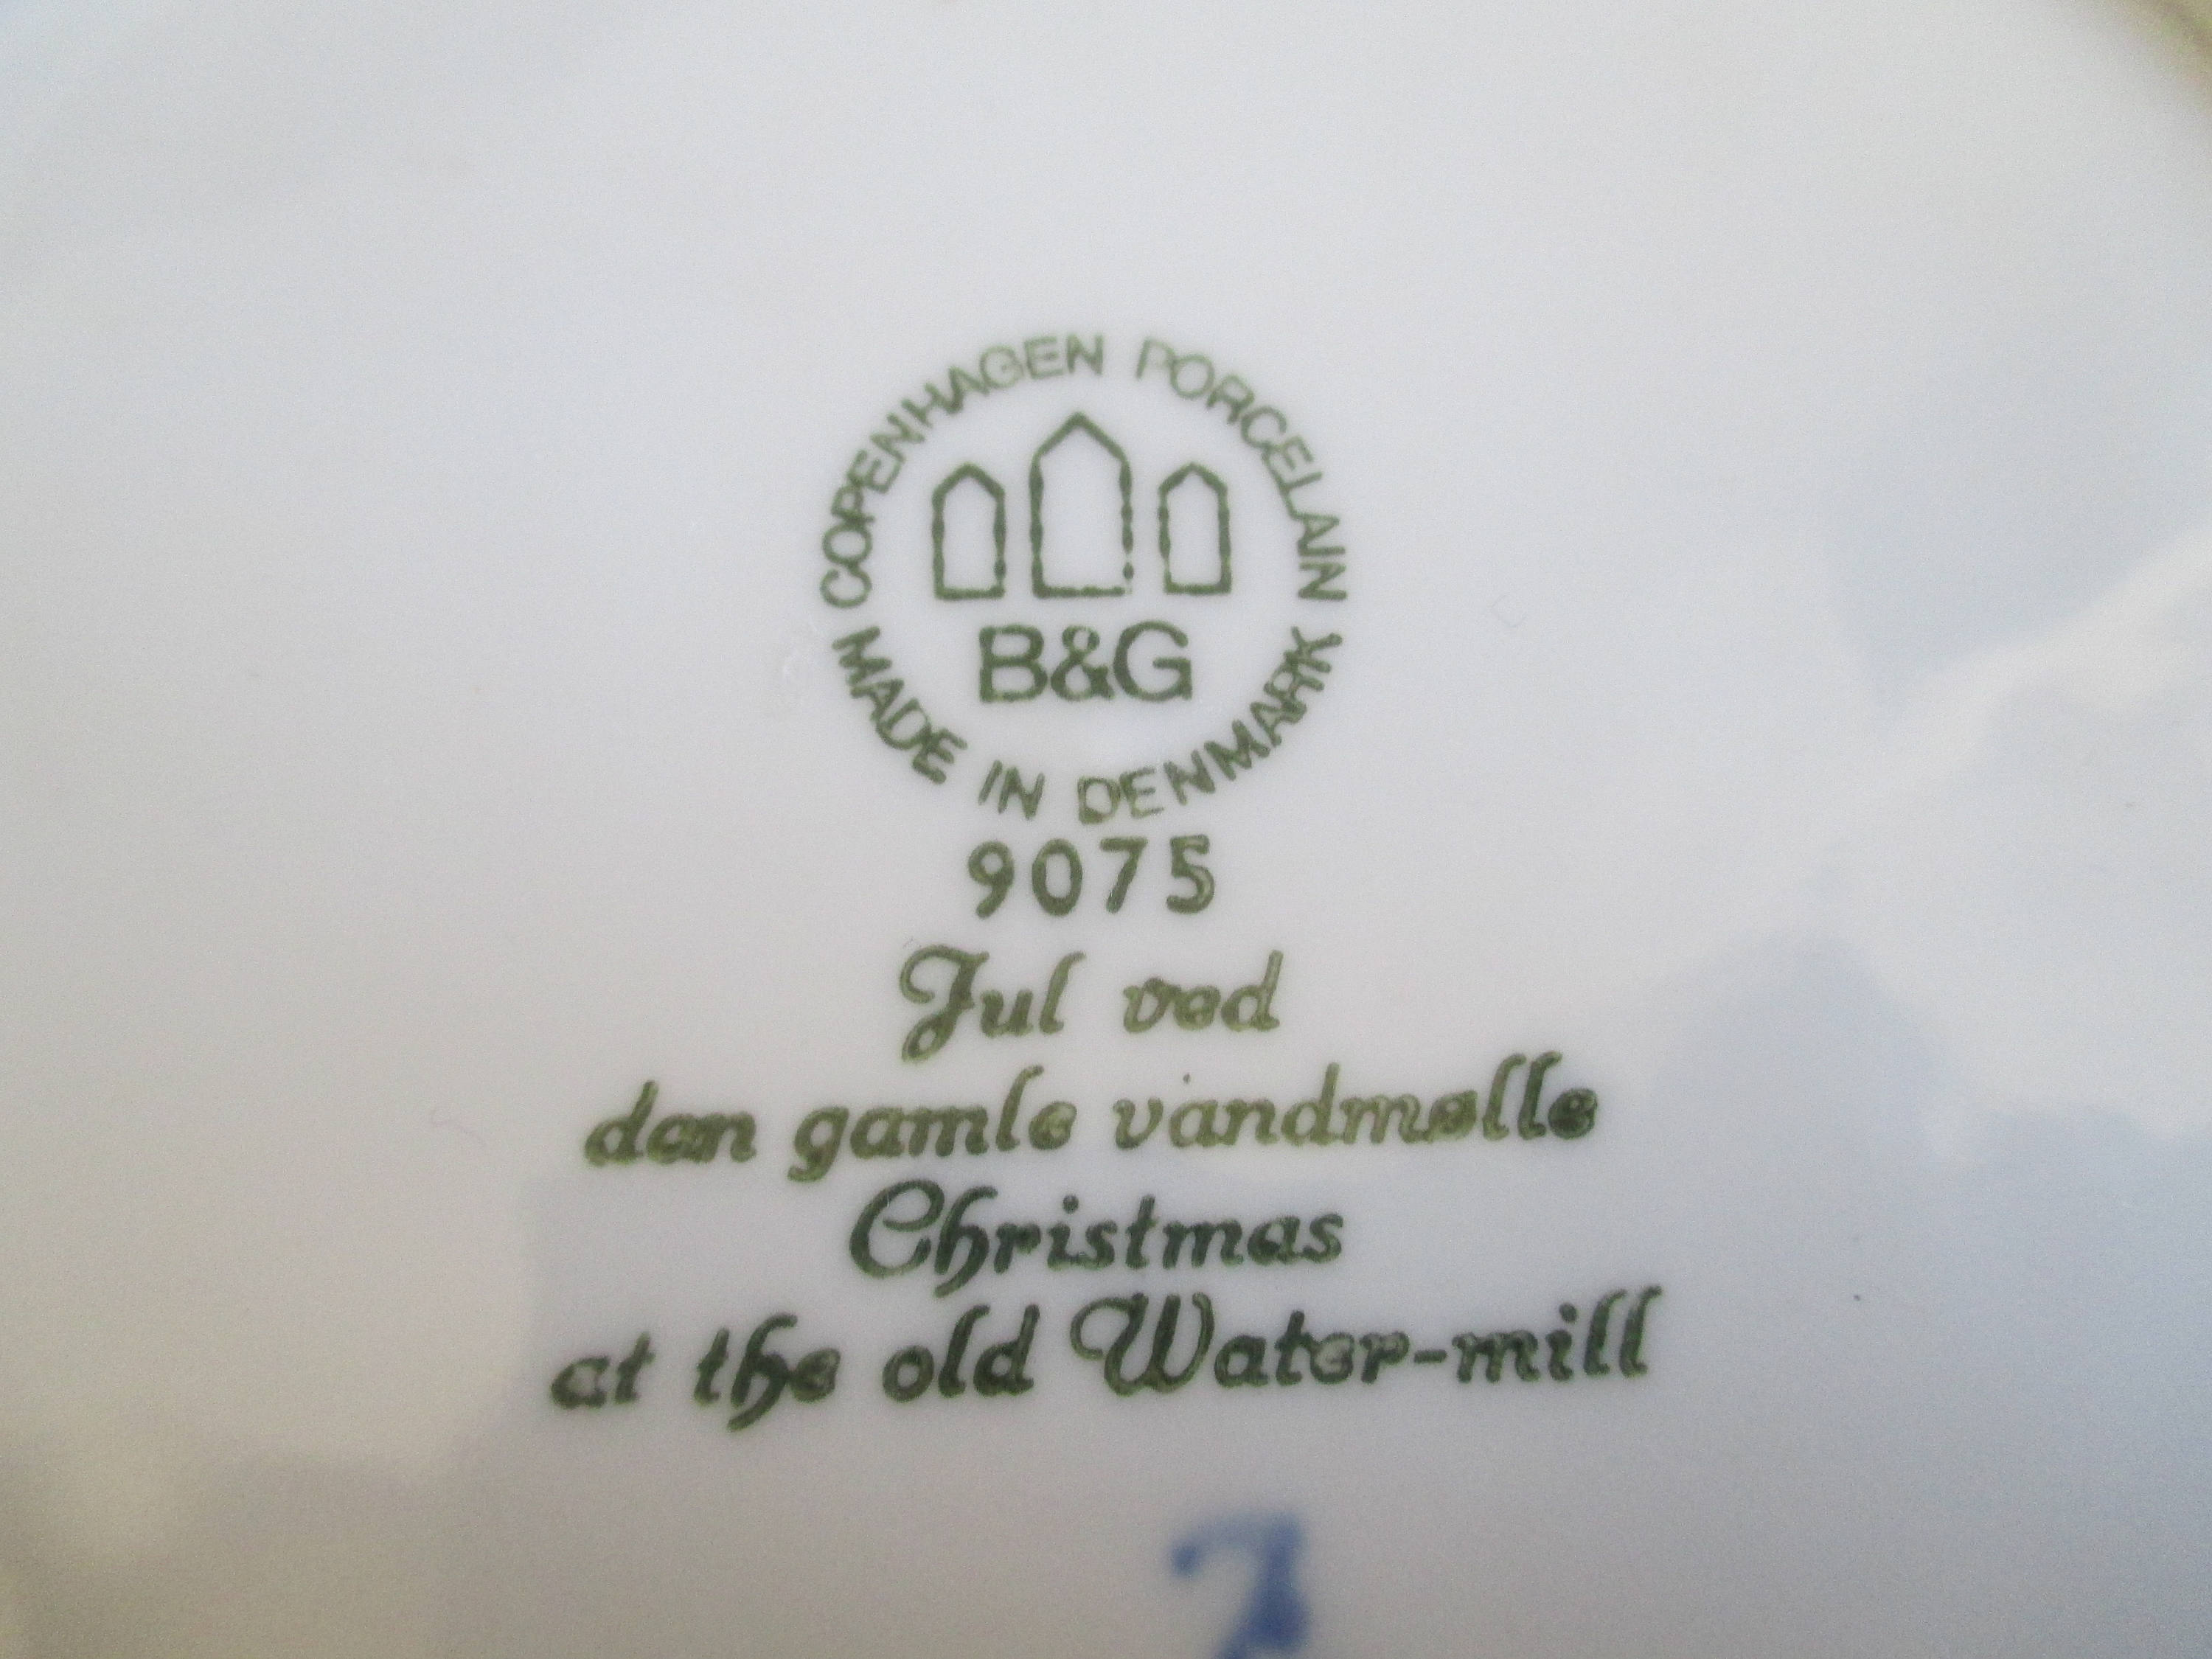 COPENHAGEN PORCELAIN
B&G
MADE IN DENMARK
9075
Jul ved
den gamle vandmølle
Christmas
at the old Water-mill